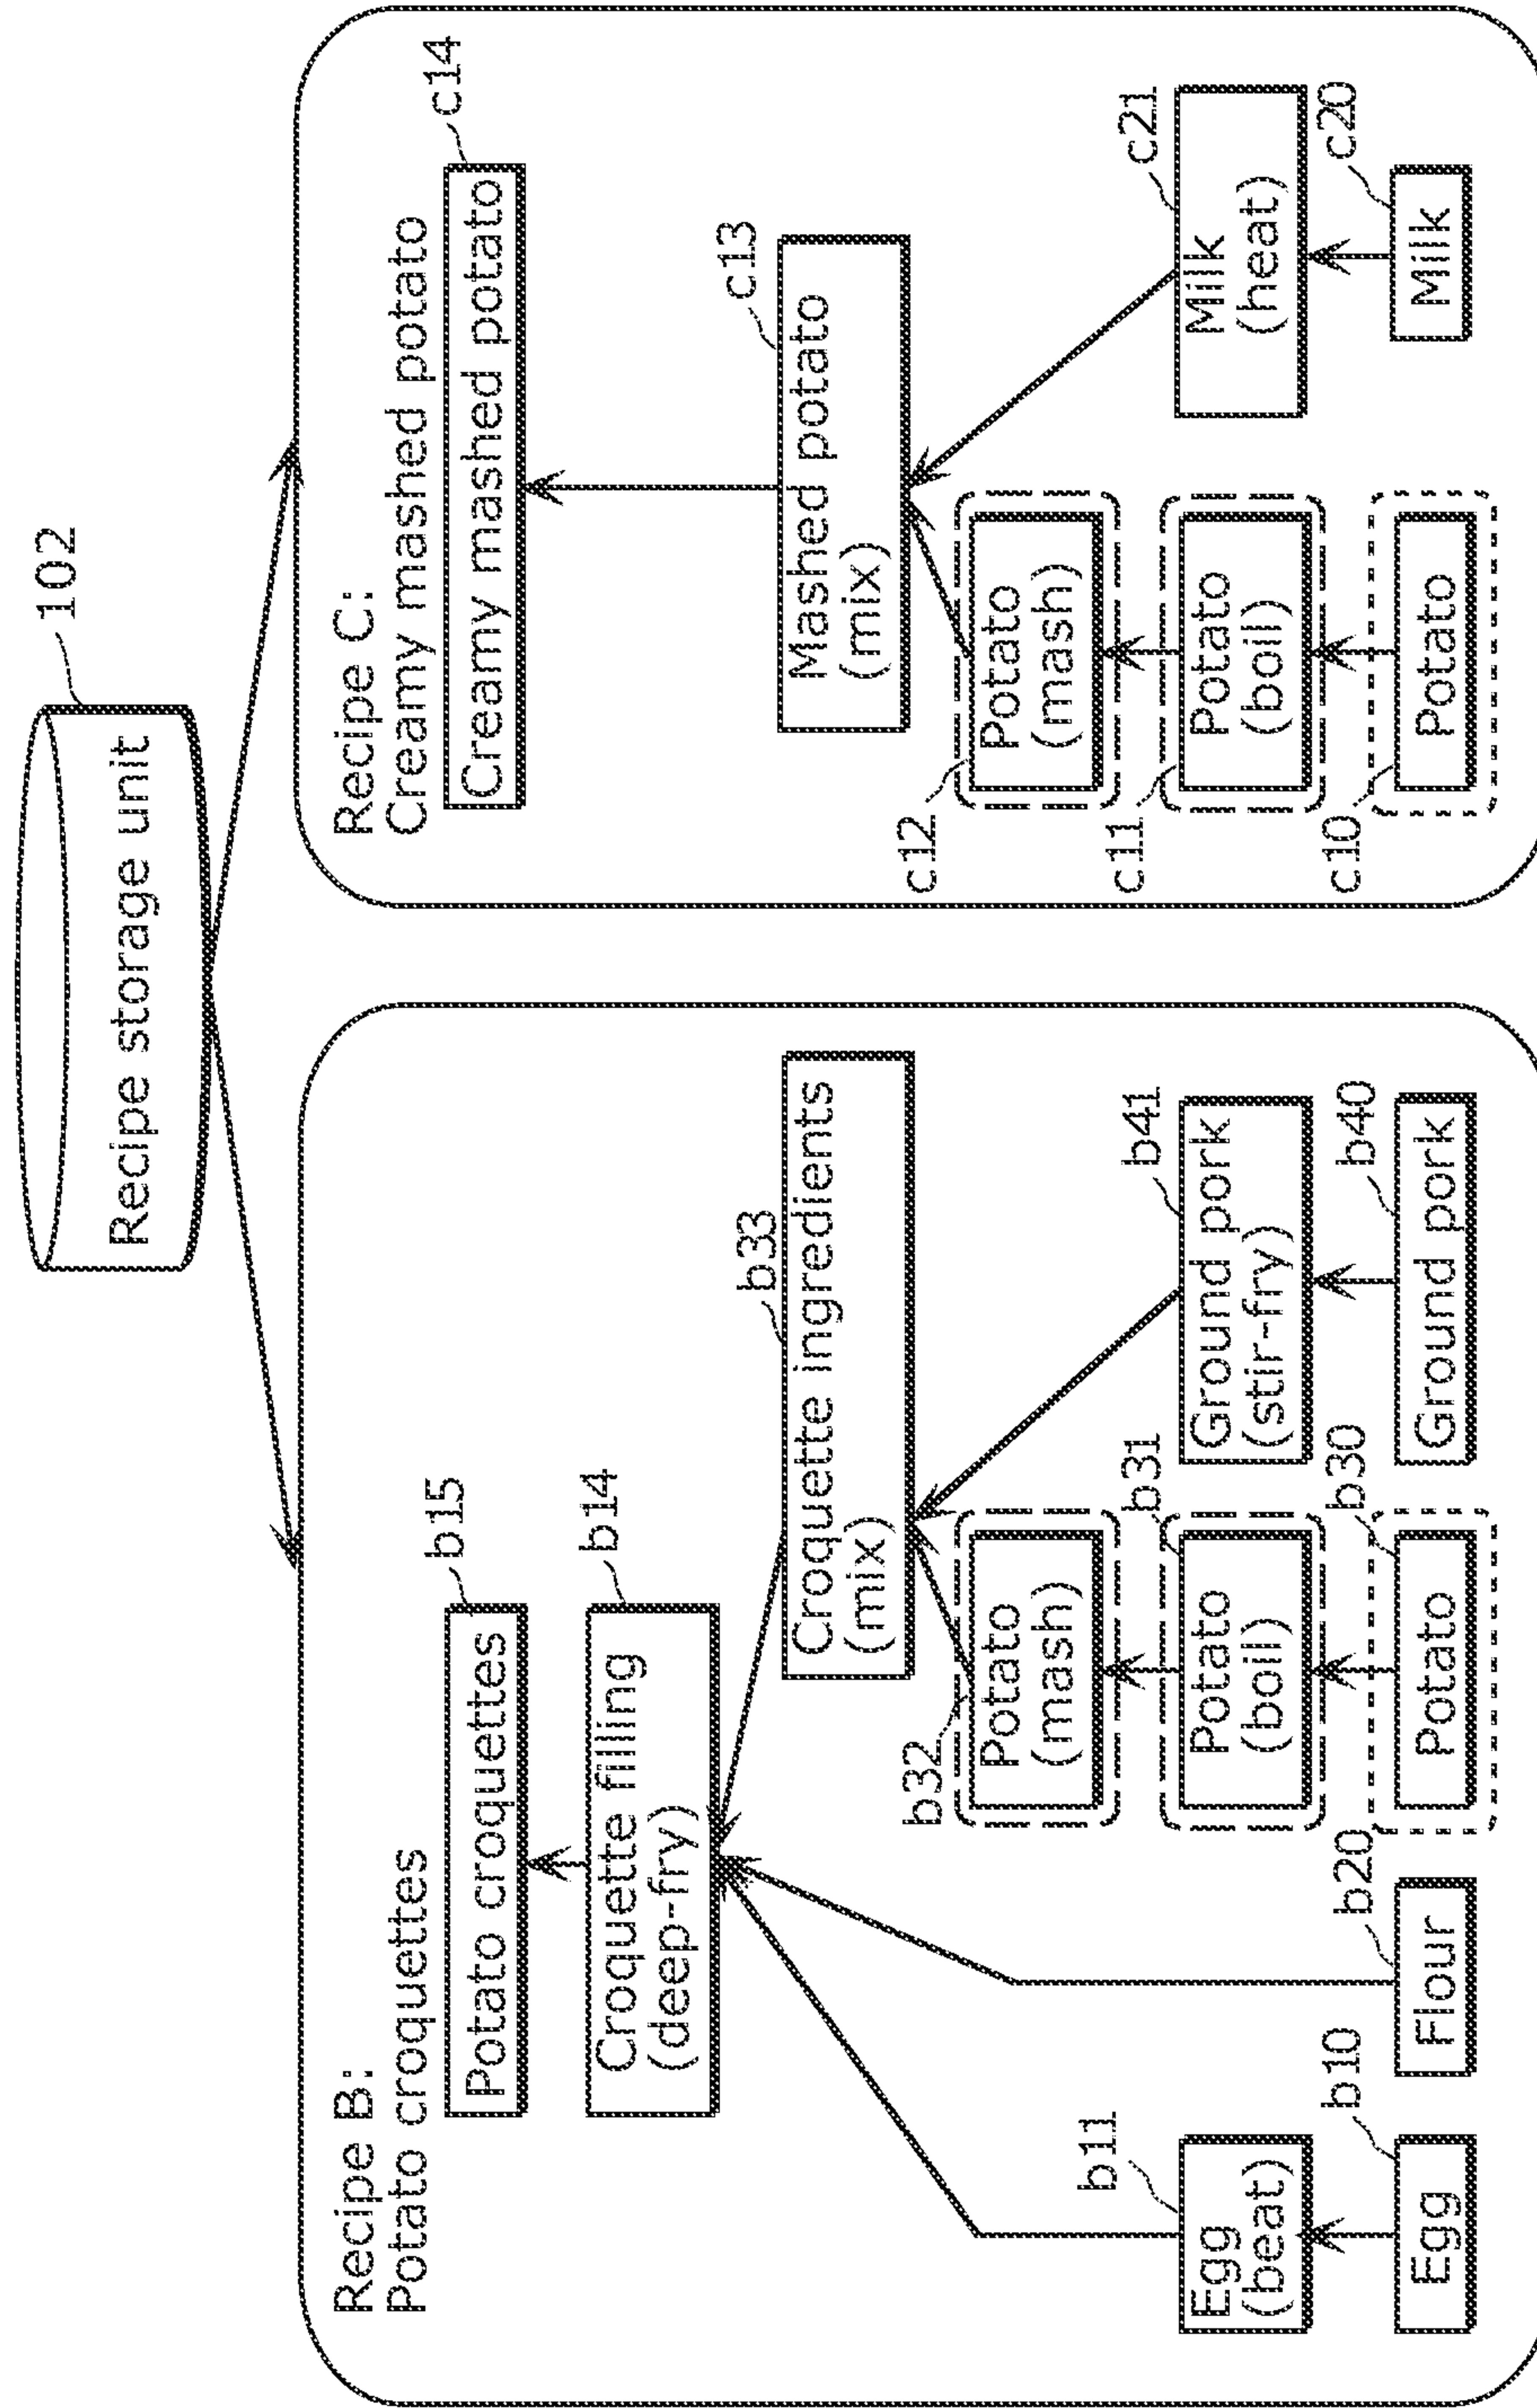 102
Recipe storage unit
Recipe B:
Potato croquettes
Potato croquettes
b15
Croquette filling
(deep-fry)
b14
Croquette ingredients
(mix)
b33
b32
Potato
(mash)
b11
Egg
(beat)
Potato
(boil)
b31
Ground pork
(stir-fry)
b41
b10
Egg
b20
Flour
Potato
b30
Ground pork
b40
Recipe C:
Creamy mashed potato
Creamy mashed potato
c14
Mashed potato
(mix)
c13
c12
Potato
(mash)
c11
Potato
(boil)
Milk
(heat)
c21
c10
Potato
Milk
c20